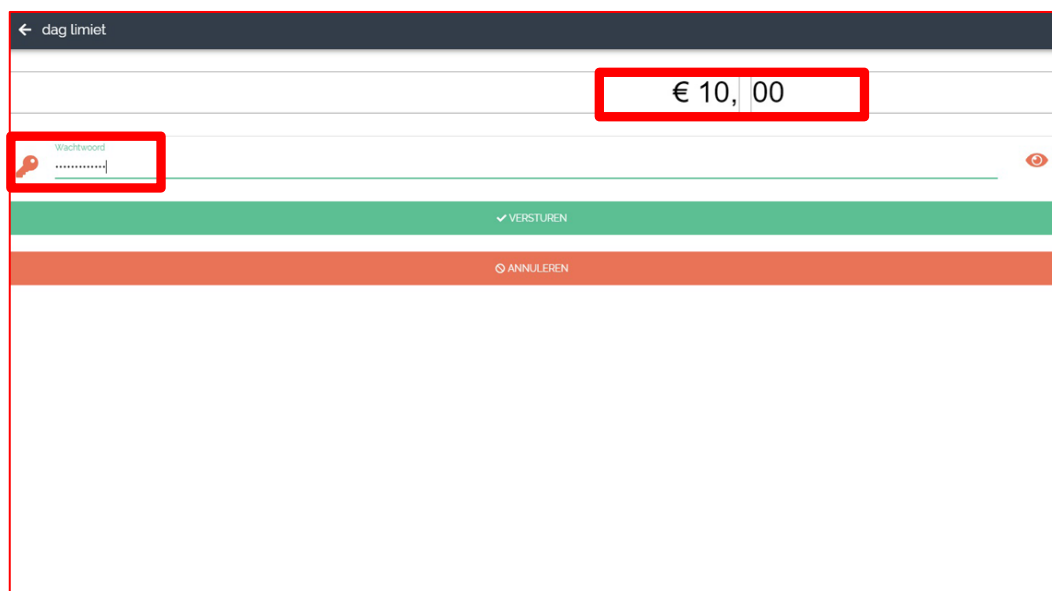 dag limiet
€ 10, 00
Wachtwoord
•••••••••••••
VERSTUREN
ANNULEREN